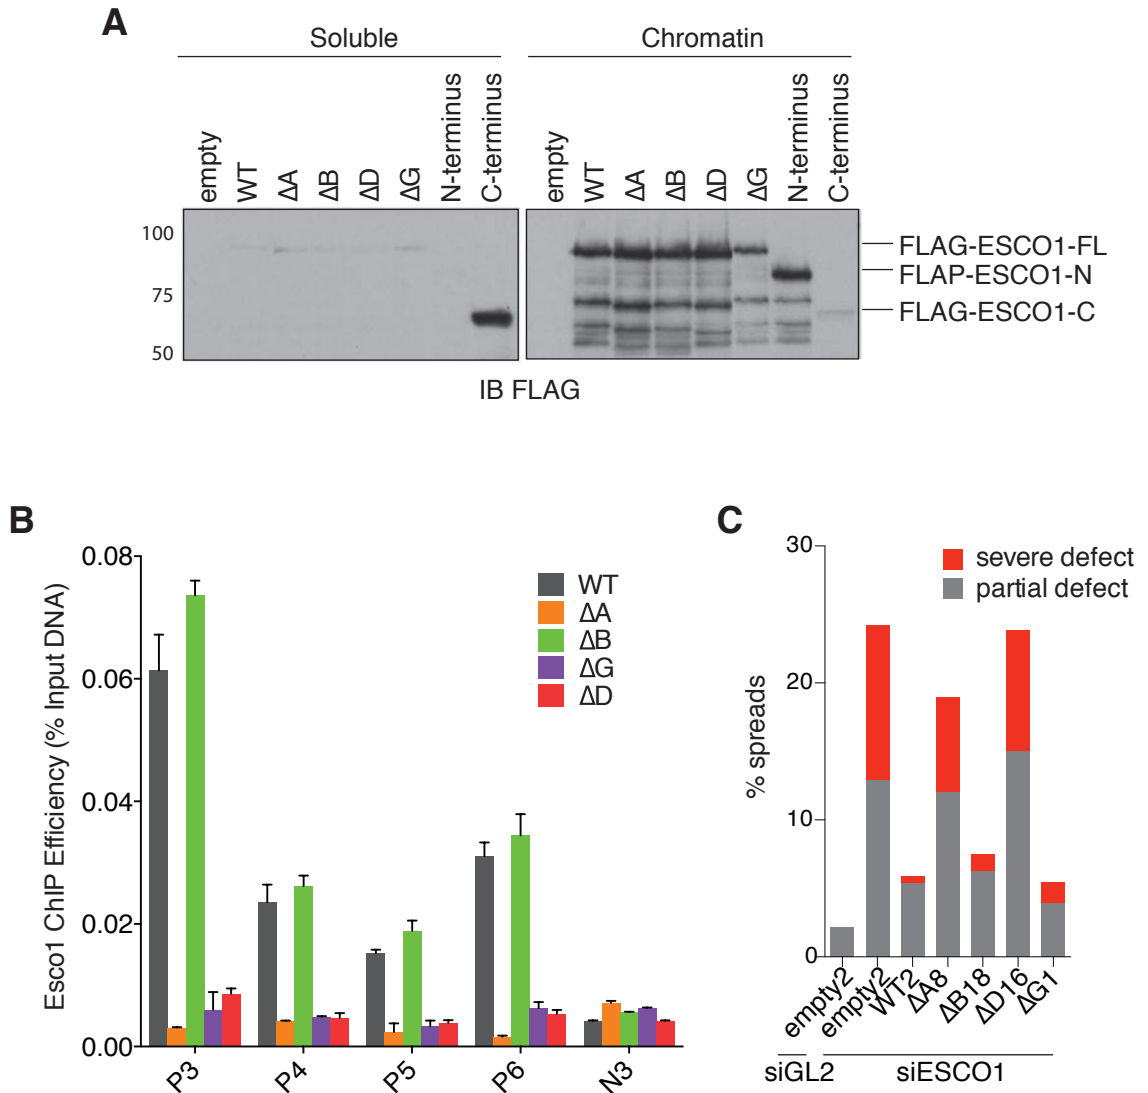 A
Soluble
Chromatin
empty
WT
ΔA
ΔB
ΔD
ΔG
N-terminus
C-terminus
empty
WT
ΔA
ΔB
ΔD
ΔG
N-terminus
C-terminus
100
75
50
FLAG-ESCO1-FL
FLAP-ESCO1-N
FLAG-ESCO1-C
IB FLAG
B
Esco1 ChIP Efficiency (% Input DNA)
0.08
0.06
0.04
0.02
0.00
WT
ΔA
ΔB
ΔG
ΔD
P3
P4
P5
P6
N3
C
% spreads
30
20
10
0
severe defect
partial defect
empty2
empty2
WT2
ΔA8
ΔB18
ΔD16
ΔG1
siGL2
siESCO1